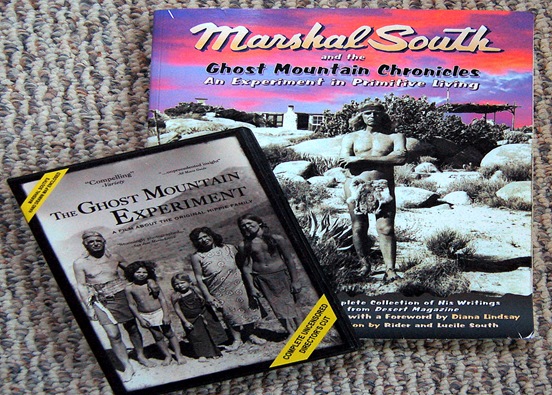 Marshal South
and the
Ghost Mountain Chronicles
An Experiment in Primitive Living
plete Collection of His Writings
from Desert Magazine
with a Foreword by Diana Lindsay
on by Rider and Lucile South
"Compelling"
-Variety
THE GHOST MOUNTAIN
EXPERIMENT
A FILM ABOUT THE ORIGINAL HIPPIE FAMILY
COMPLETE UNCENSORED
DIRECTOR'S CUT